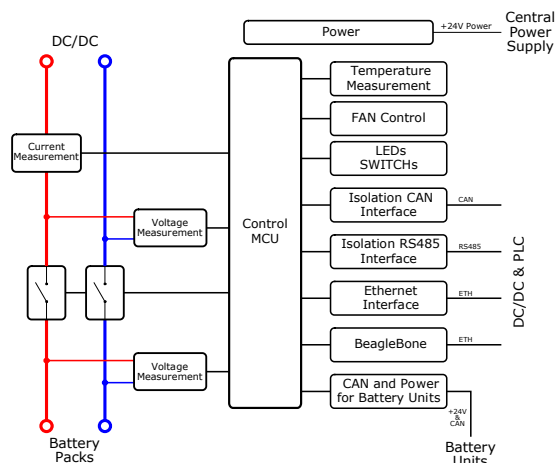 DC/DC
Power
+24V Power
Central
Power
Supply
Temperature
Measurement
FAN Control
LEDs
SWITCHs
Current
Measurement
Isolation CAN
Interface
CAN
Voltage
Measurement
Control
MCU
Isolation RS485
Interface
RS485
DC/DC & PLC
Ethernet
Interface
ETH
BeagleBone
ETH
Voltage
Measurement
CAN and Power
for Battery Units
+24V
&
CAN
Battery
Packs
Battery
Units